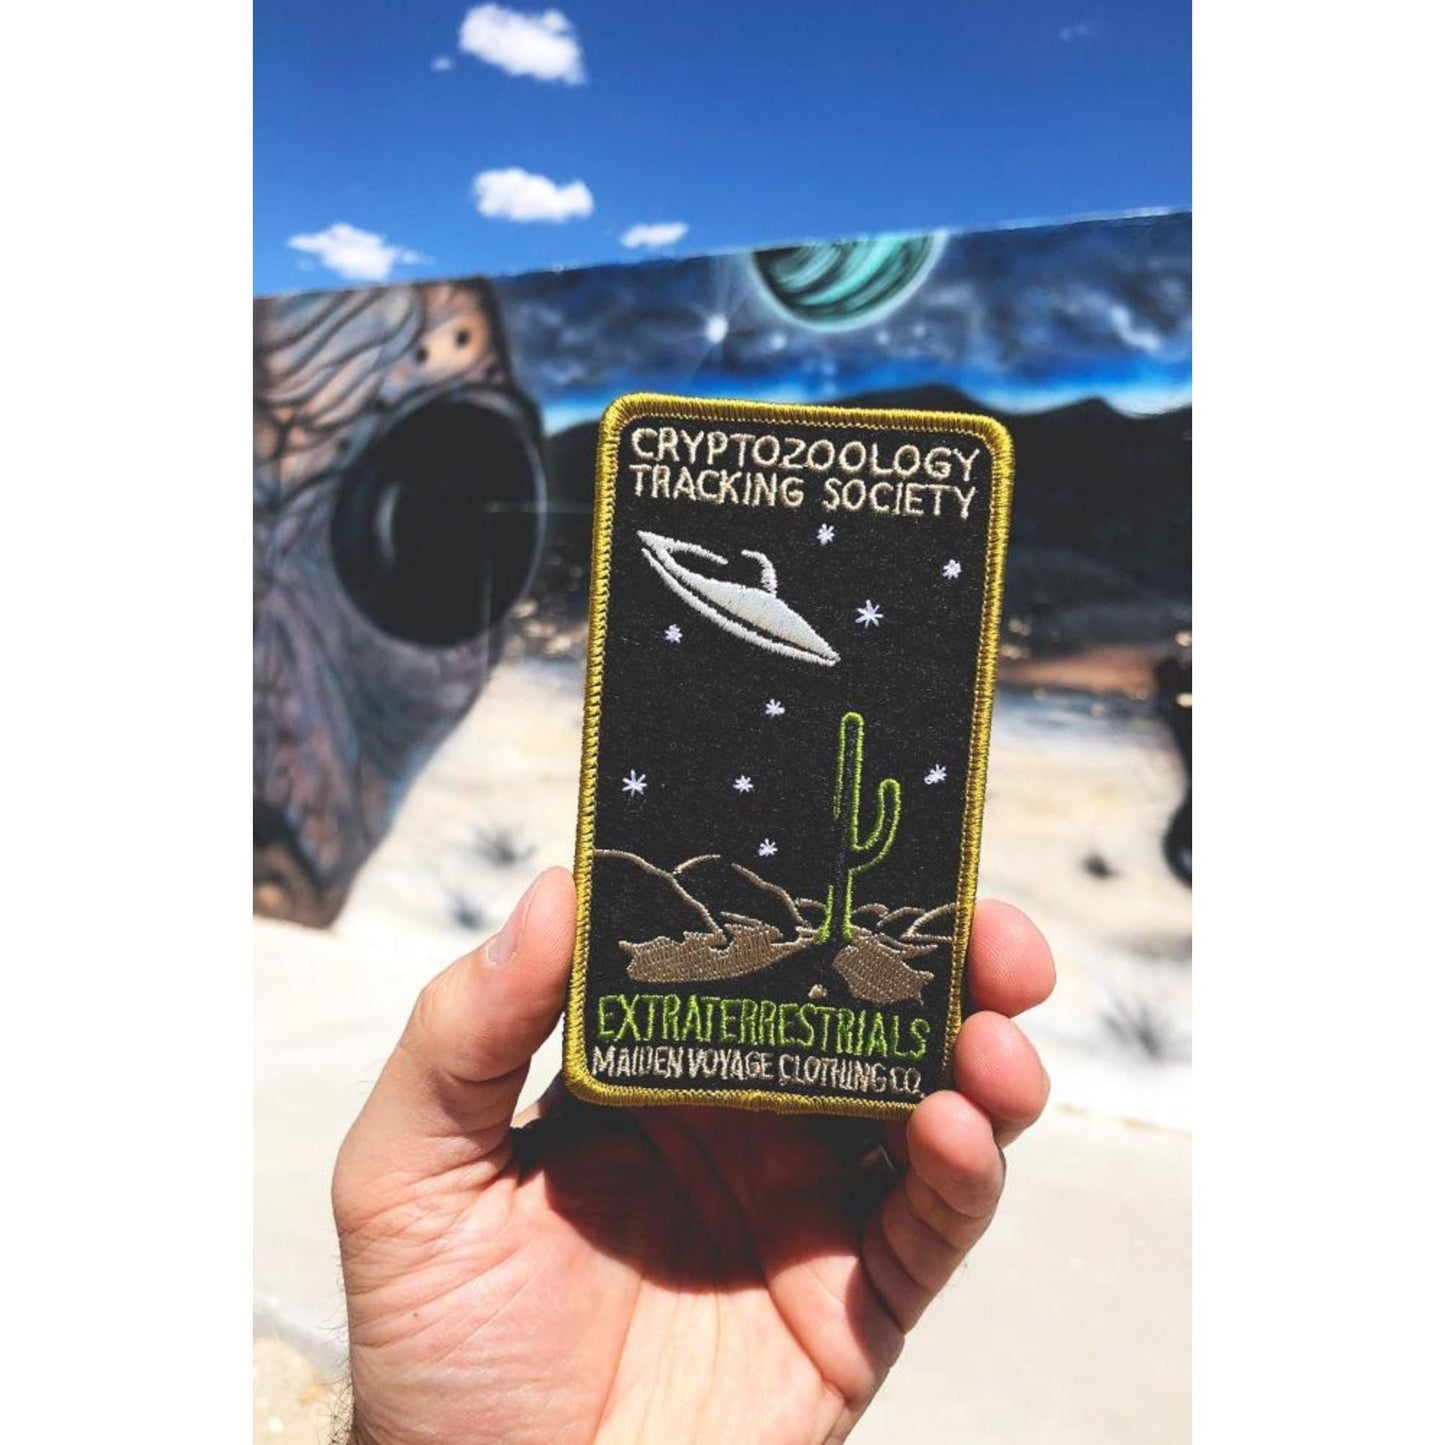 CRYPTOZOOLOGY
TRACKING SOCIETY
EXTRATERRESTRIALS
MAIDEN VOYAGE CLOTHING CO.